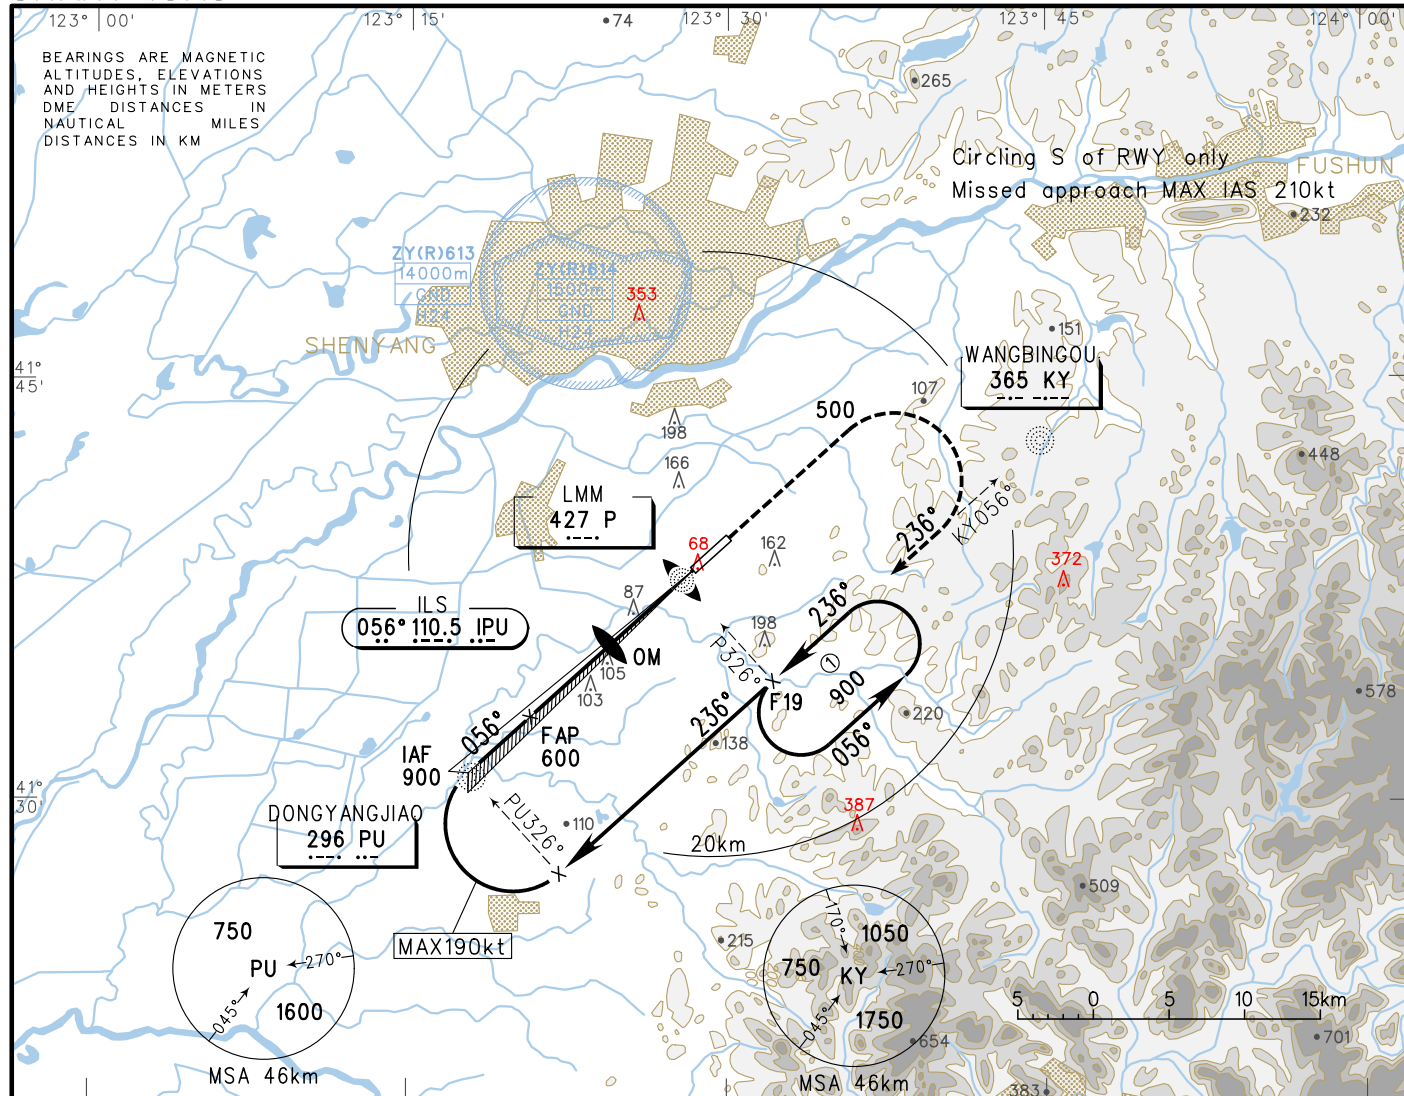 123° 00'
123° 15'
74
123° 30'
123° 45'
124° 00'
BEARINGS ARE MAGNETIC
ALTITUDES, ELEVATIONS
AND HEIGHTS IN METERS
DME DISTANCES IN
NAUTICAL MILES
DISTANCES IN KM
265
Circling S of RWY only
Missed approach MAX IAS 210kt
FUSHUN
232
ZY(R)613
14000m
GND
H24
ZY(R)614
1500m
GND
H24
353
SHENYANG
151
WANGBINGOU
365 KY
41°
45'
107
500
198
166
448
LMM
427 P
236°
KY056°
68
162
372
87
ILS
056° 110.5 IPU
198
236°
P326°
①
900
OM
105
103
F19
578
220
236°
056°
138
056°
FAP
600
IAF
900
41°
30'
PU326°
387
DONGYANGJIAO
296 PU
110
20km
509
MAX190kt
215
750
PU
270°
045°
1600
MSA 46km
170°
1050
750
KY
270°
045°
1750
MSA 46km
5 0 5 10 15km
654
701
383